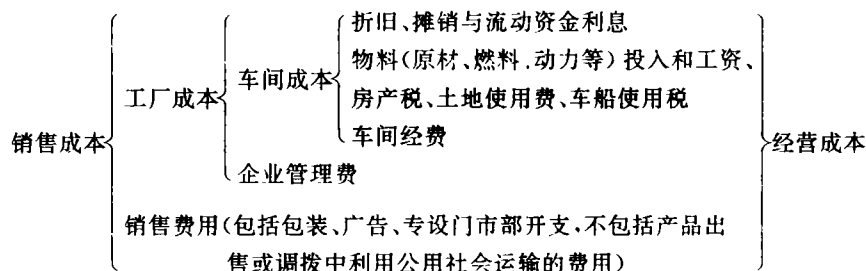 折旧、摊销与流动资金利息
物料(原材、燃料、动力等)投入和工资、
车间成本
工厂成本
房产税、土地使用费、车船使用税
车间经费
销售成本
经营成本
企业管理费
销售费用(包括包装、广告、专设门市部开支,不包括产品出
售或调拨中利用公用社会运输的费用)